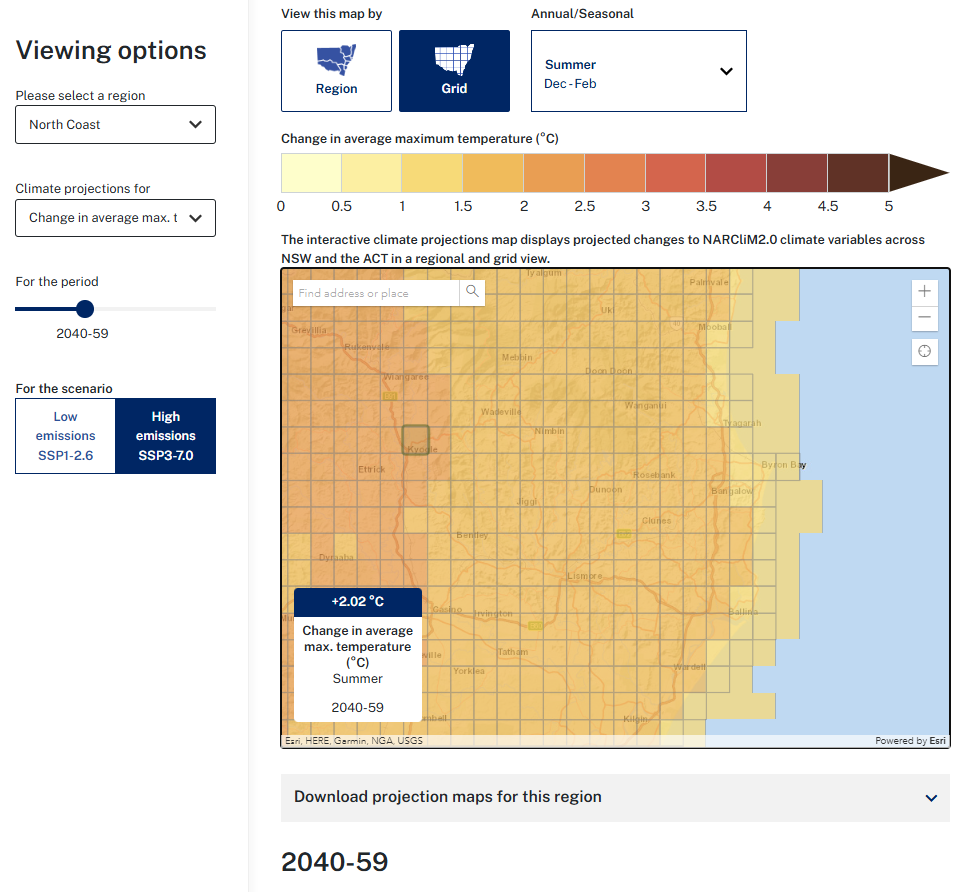 Viewing options
Please select a region
North Coast
Climate projections for
Change in average max. t
For the period
2040-59
For the scenario
Low
emissions
SSP1-2.6
High
emissions
SSP3-7.0
View this map by
Region
Grid
Annual/Seasonal
Summer
Dec - Feb
Change in average maximum temperature (°C)
0 0.5 1 1.5 2 2.5 3 3.5 4 4.5 5
The interactive climate projections map displays projected changes to NARCliM2.0 climate variables across
NSW and the ACT in a regional and grid view.
Tyalgum
Palmvale
Find address or place
+
−
Uki
Grevillia
Mooball
Rukenvale
Mebbin
Doon Doon
Wiangaree
Wadeville
Wanganui
Tyagarah
Nimbin
Kyogle
Ettrick
Byron Bay
Rosebank
Dunoon
Bangalow
Jiggi
Clunes
Bentley
Dyraaba
Lismore
Casino
Irvington
Ballina
Tatham
Wardell
Yorklea
Kilgin
+2.02 °C
Change in average
max. temperature
(°C)
Summer
2040-59
Esri, HERE, Garmin, NGA, USGS
Powered by Esri
Download projection maps for this region
2040-59